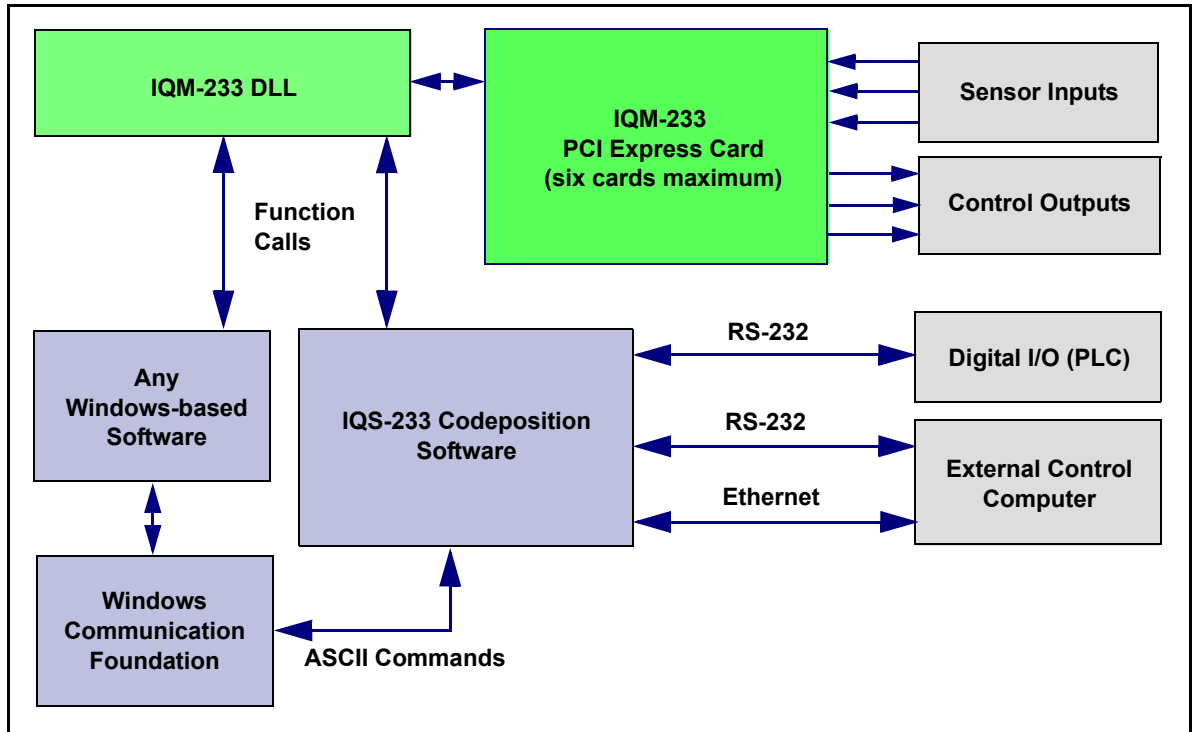 IQM-233 DLL
IQM-233
PCI Express Card
(six cards maximum)
Sensor Inputs
Control Outputs
Function
Calls
Any
Windows-based
Software
IQS-233 Codeposition
Software
RS-232
Digital I/O (PLC)
RS-232
Ethernet
External Control
Computer
Windows
Communication
Foundation
ASCII Commands